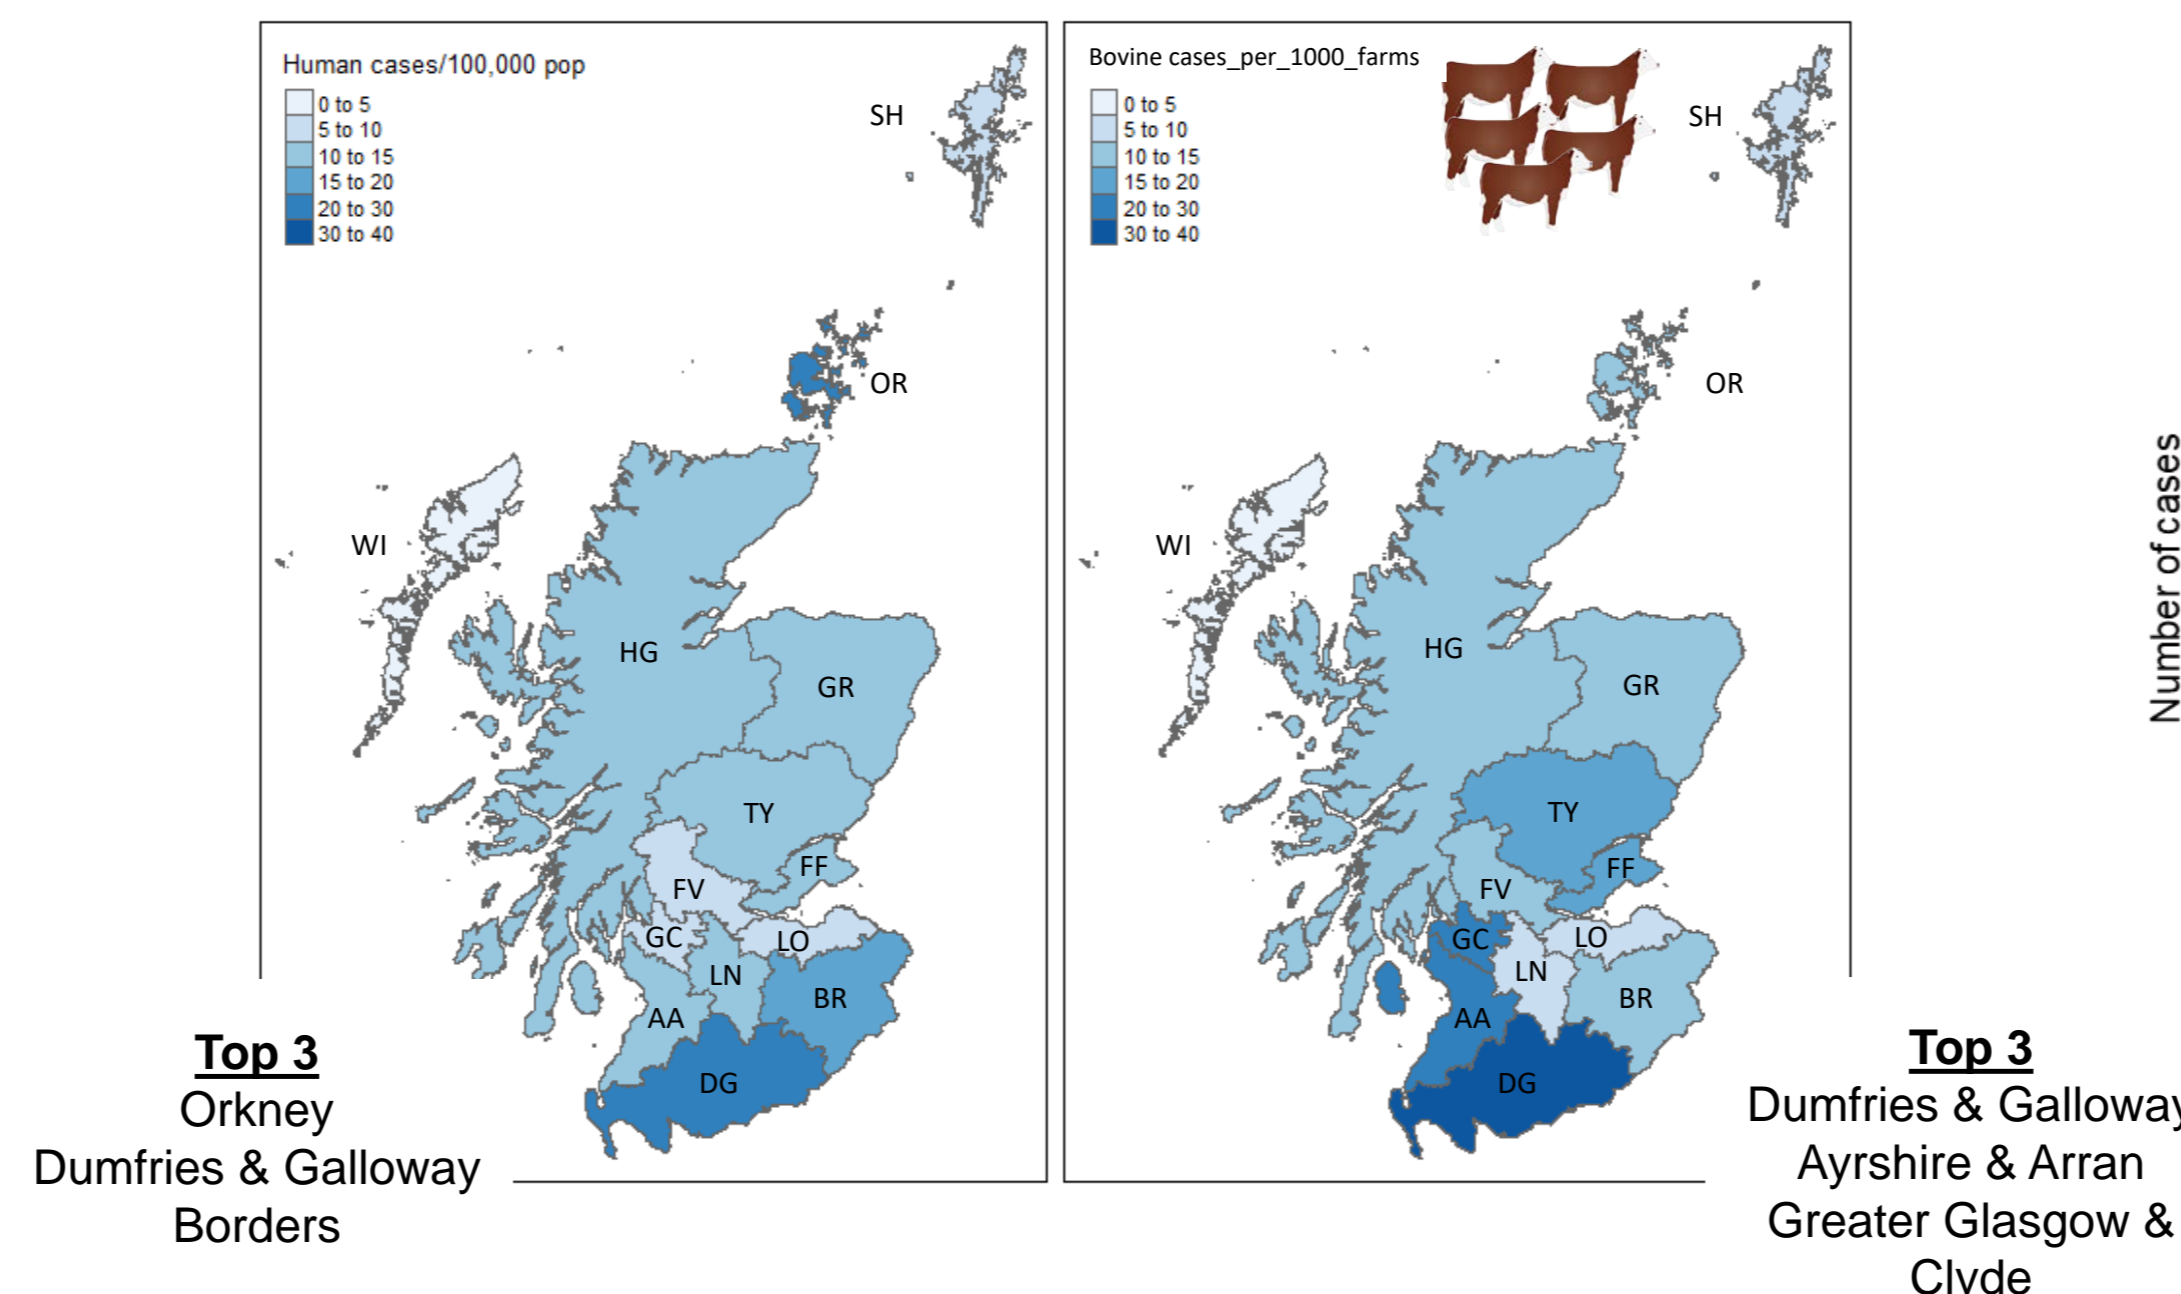 Human cases/100,000 pop
0 to 5
5 to 10
10 to 15
15 to 20
20 to 30
30 to 40
SH
OR
WI
HG
GR
TY
FF
FV
GC
LO
LN
BR
AA
DG
Top 3
Orkney
Dumfries & Galloway
Borders
Bovine cases_per_1000_farms
0 to 5
5 to 10
10 to 15
15 to 20
20 to 30
30 to 40
SH
OR
WI
HG
GR
TY
FF
FV
GC
LO
LN
BR
AA
DG
Top 3
Dumfries & Galloway
Ayrshire & Arran
Greater Glasgow &
Clyde
Number of cases